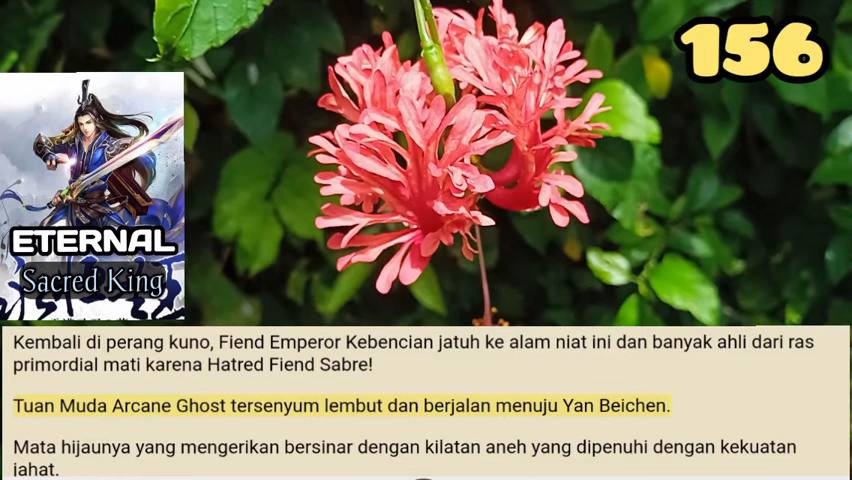 156
ETERNAL
Sacred King
Kembali di perang kuno, Fiend Emperor Kebencian jatuh ke alam niat ini dan banyak ahli dari ras
primordial mati karena Hatred Fiend Sabre!
Tuan Muda Arcane Ghost tersenyum lembut dan berjalan menuju Yan Beichen.
Mata hijaunya yang mengerikan bersinar dengan kilatan aneh yang dipenuhi dengan kekuatan
jahat.